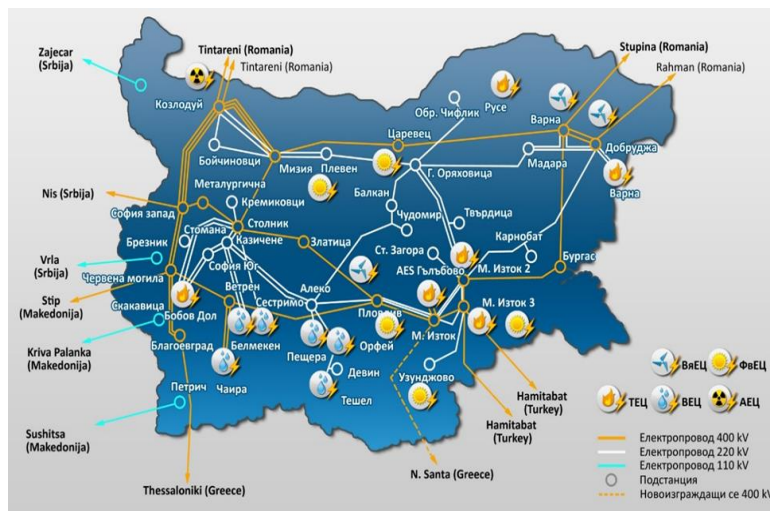 Zajecar
(Srbija)
Tintareni (Romania)
Tintareni (Romania)
Stupina (Romania)
Rahman (Romania)
Козлодуй
Русе
Обр. Чифлик
Варна
Царевец
Добруджа
Бойчиновци
Мизия
Плевен
Г. Оряховица
Мадара
Варна
Металургична
Nis (Srbija)
Кремиковци
Балкан
София запад
Столник
Чудомир
Твърдица
Стомана
Казичене
Златица
Карнобат
Брезник
Ст. Загора
Бургас
Vrla
(Srbija)
София Юг
AES Гълъбово
М. Изток 2
Червена могила
Ветрен
Алеко
Stip
(Makedonija)
Скакавица
Бобов Дол
Сестримо
Пловдив
М. Изток 3
Белмекен
М. Изток
Благоевград
Пещера
Орфей
Kriva Palanka
(Makedonija)
Чаира
Девин
Узунджово
Петрич
Тешел
Hamitabat
(Turkey)
Hamitabat
(Turkey)
Sushitsa
(Makedonija)
N. Santa (Greece)
Thessaloniki (Greece)
ВяЕЦ
ФвЕЦ
ТЕЦ
ВЕЦ
АЕЦ
Електропровод 400 kV
Електропровод 220 kV
Електропровод 110 kV
Подстанция
Новоизграждащи се 400 kV